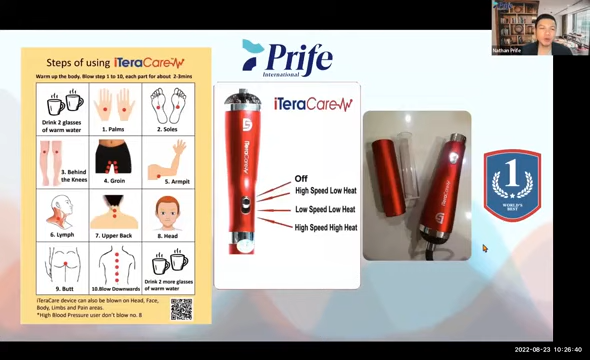 Steps of using iTeraCare
Warm up the body. Blow step 1 to 10, each part for about 2-3mins
Drink 2 glasses
of warm water
1. Palms
2. Soles
3. Behind
the Knees
4. Groin
5. Armpit
6. Lymph
7. Upper Back
8. Head
9. Butt
10.Blow Downwards
Drink 2 more glasses
of warm water
iTeraCare device can also be blown on Head, Face,
Body, Limbs and Pain areas.
*High Blood Pressure user don't blow no. 8
Prife
International
iTeraCare
iTeraCare
Off
High Speed Low Heat
Low Speed Low Heat
High Speed High Heat
iTeraCare
1
WORLD'S
BEST
Prife
Nathan Prife
2022-08-23 10:26:40